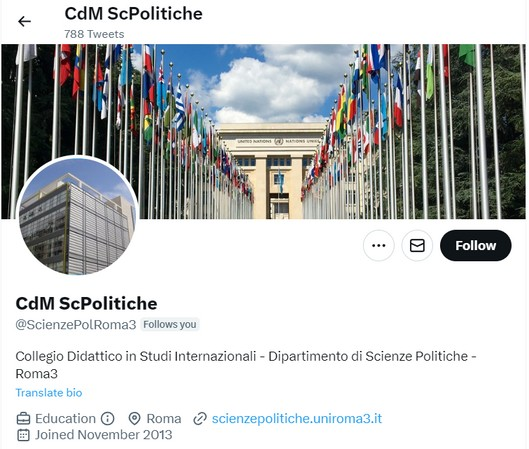 CdM ScPolitiche
788 Tweets
UNITED NATIONS NATIONS UNIES
Follow
CdM ScPolitiche
@SciencePolRoma3 Follows you
Collegio Didattico in Studi Internazionali - Dipartimento di Scienze Politiche -
Roma3
Translate bio
Education Roma scienzepolitiche.uniroma3.it
Joined November 2013